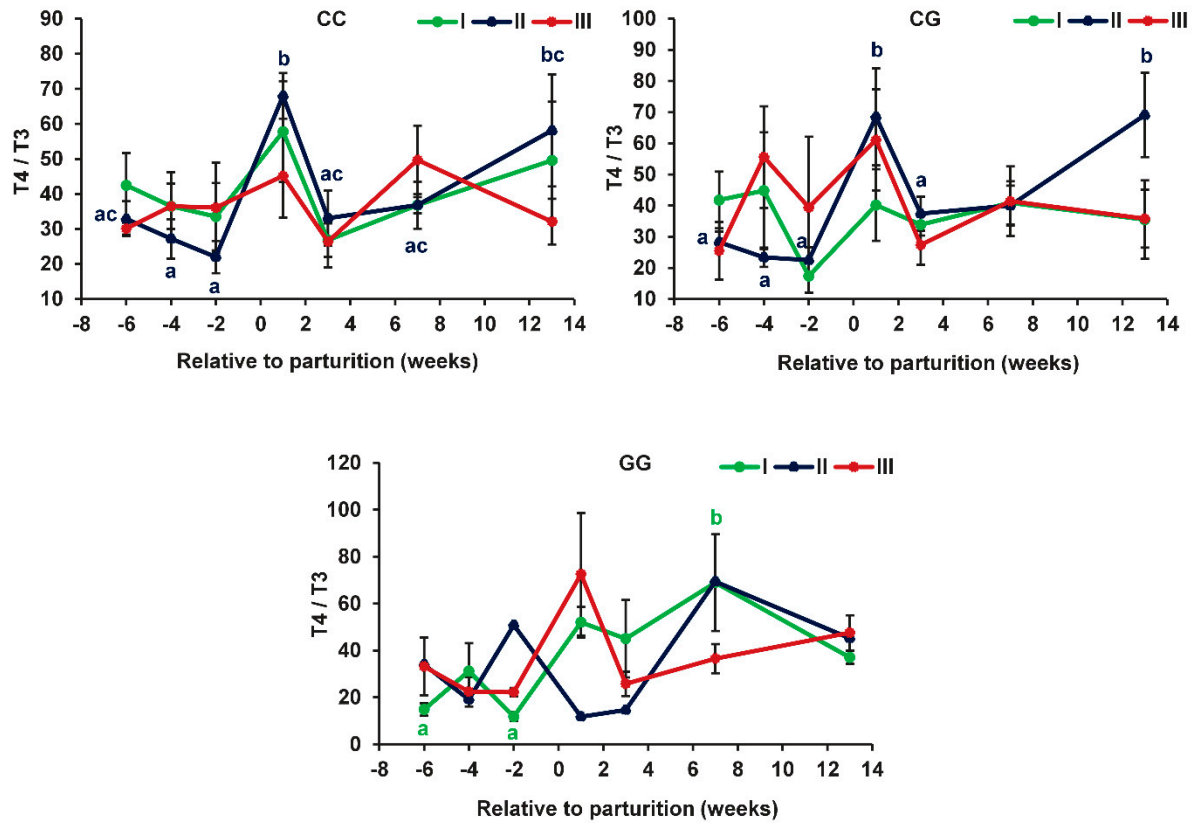 CC I II III
90
80
70
60
50
40
30
20
10
T4 / T3
b
bc
ac
ac
a
a
ac
-8 -6 -4 -2 0 2 4 6 8 10 12 14
Relative to parturition (weeks)
CG I II III
100
90
80
70
60
50
40
30
20
10
T4 / T3
b
b
a
a
a
a
-8 -6 -4 -2 0 2 4 6 8 10 12 14
Relative to parturition (weeks)
GG I II III
120
100
80
60
40
20
0
T4 / T3
b
a
a
-8 -6 -4 -2 0 2 4 6 8 10 12 14
Relative to parturition (weeks)